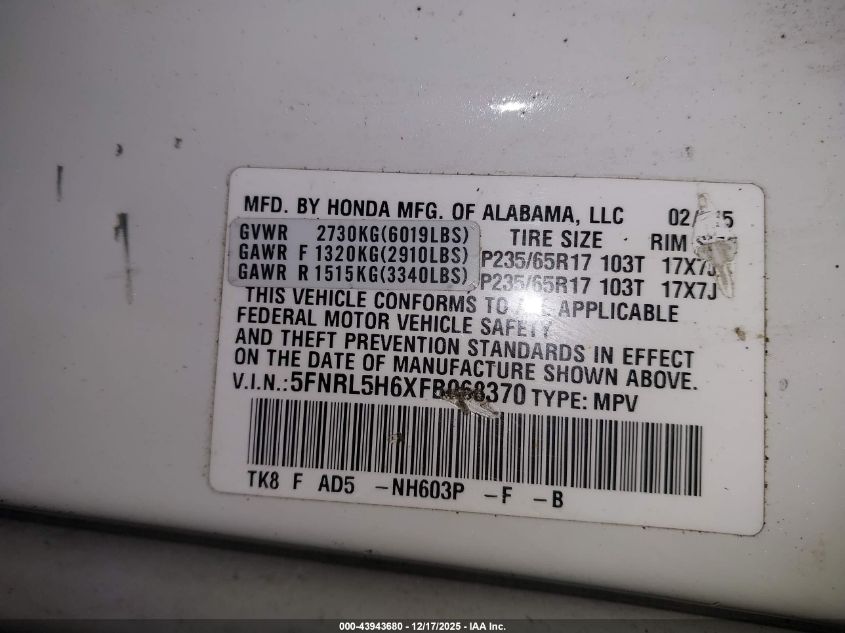 MFD. BY HONDA MFG. OF ALABAMA, LLC 02/ 5
GVWR 2730KG(6019LBS) TIRE SIZE RIM
GAWR F 1320KG(2910LBS) P235/65R17 103T 17X7J
GAWR R 1515KG(3340LBS) P235/65R17 103T 17X7J
THIS VEHICLE CONFORMS TO ALL APPLICABLE
FEDERAL MOTOR VEHICLE SAFETY
AND THEFT PREVENTION STANDARDS IN EFFECT
ON THE DATE OF MANUFACTURE SHOWN ABOVE.
V.I.N.: TYPE: MPV
TK8 F AD5 -NH603P -F -B
000-43943680 - 12/17/2025 - IAA Inc.